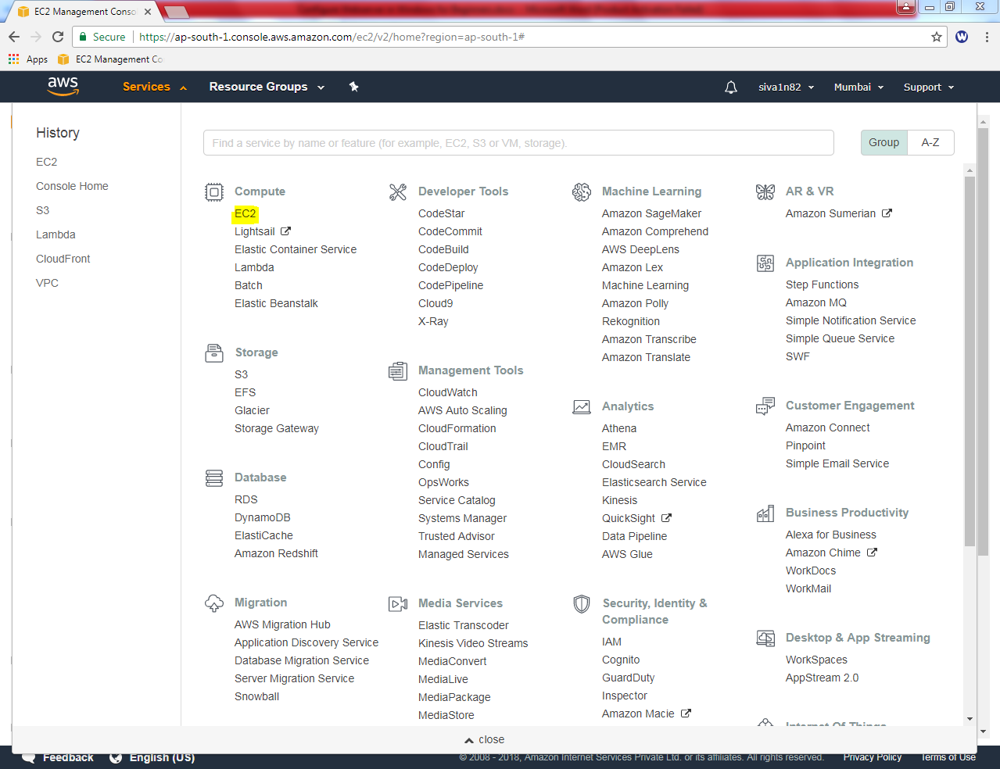 EC2 Management Conso
Secure
https://ap-south-1.console.aws.amazon.com/ec2/v2/home?region=ap-south-1#
Apps
EC2 Management Co
aws
Services
Resource Groups
siva1n82
Mumbai
Support
History
EC2
Console Home
S3
Lambda
CloudFront
VPC
Find a service by name or feature (for example, EC2, S3 or VM, storage).
Group
A-Z
Compute
EC2
Lightsail
Elastic Container Service
Lambda
Batch
Elastic Beanstalk
Storage
S3
EFS
Glacier
Storage Gateway
Database
RDS
DynamoDB
ElastiCache
Amazon Redshift
Migration
AWS Migration Hub
Application Discovery Service
Database Migration Service
Server Migration Service
Snowball
Developer Tools
CodeStar
CodeCommit
CodeBuild
CodeDeploy
CodePipeline
Cloud9
X-Ray
Management Tools
CloudWatch
AWS Auto Scaling
CloudFormation
CloudTrail
Config
OpsWorks
Service Catalog
Systems Manager
Trusted Advisor
Managed Services
Media Services
Elastic Transcoder
Kinesis Video Streams
MediaConvert
MediaLive
MediaPackage
MediaStore
Machine Learning
Amazon SageMaker
Amazon Comprehend
AWS DeepLens
Amazon Lex
Machine Learning
Amazon Polly
Rekognition
Amazon Transcribe
Amazon Translate
Analytics
Athena
EMR
CloudSearch
Elasticsearch Service
Kinesis
QuickSight
Data Pipeline
AWS Glue
Security, Identity &
Compliance
IAM
Cognito
GuardDuty
Inspector
Amazon Macie
AR & VR
Amazon Sumerian
Application Integration
Step Functions
Amazon MQ
Simple Notification Service
Simple Queue Service
SWF
Customer Engagement
Amazon Connect
Pinpoint
Simple Email Service
Business Productivity
Alexa for Business
Amazon Chime
WorkDocs
WorkMail
Desktop & App Streaming
WorkSpaces
AppStream 2.0
Internet Of Things
close
Feedback
English (US)
© 2008 - 2018, Amazon Internet Services Private Ltd. or its affiliates. All rights reserved.
Privacy Policy
Terms of Use